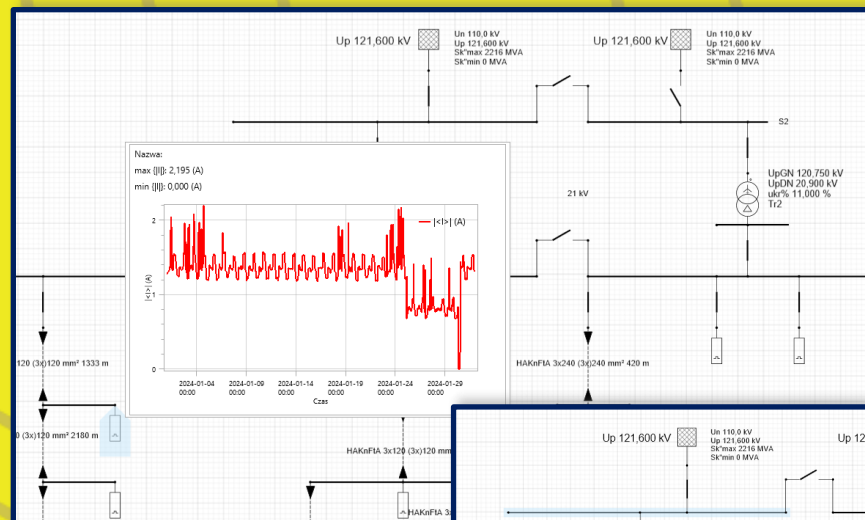 Up 121,600 kV
Un 110,0 kV
Up 121,600 kV
Sk"max 2216 MVA
Sk"min 0 MVA
Up 121,600 kV
Un 110,0 kV
Up 121,600 kV
Sk"max 2216 MVA
Sk"min 0 MVA
S2
Nazwa:
max {|I|}: 2,195 (A)
min {|I|}: 0,000 (A)
UpGN 120,750 kV
UpDN 20,900 kV
ukr% 11,000 %
Tr2
21 kV
|<I>| (A)
|<I>| (A)
2
1
0
2024-01-04 00:00
2024-01-09 00:00
2024-01-14 00:00
2024-01-19 00:00
2024-01-24 00:00
2024-01-29 00:00
Czas
120 (3x)120 mm² 1333 m
HAKnFtA 3x240 (3x)240 mm² 420 m
0 (3x)120 mm² 2180 m
HAKnFtA 3x120 (3x)120 mm
HAKnFtA 3
Up 121,600 kV
Un 110,0 kV
Up 121,600 kV
Sk"max 2216 MVA
Sk"min 0 MVA
Up 12